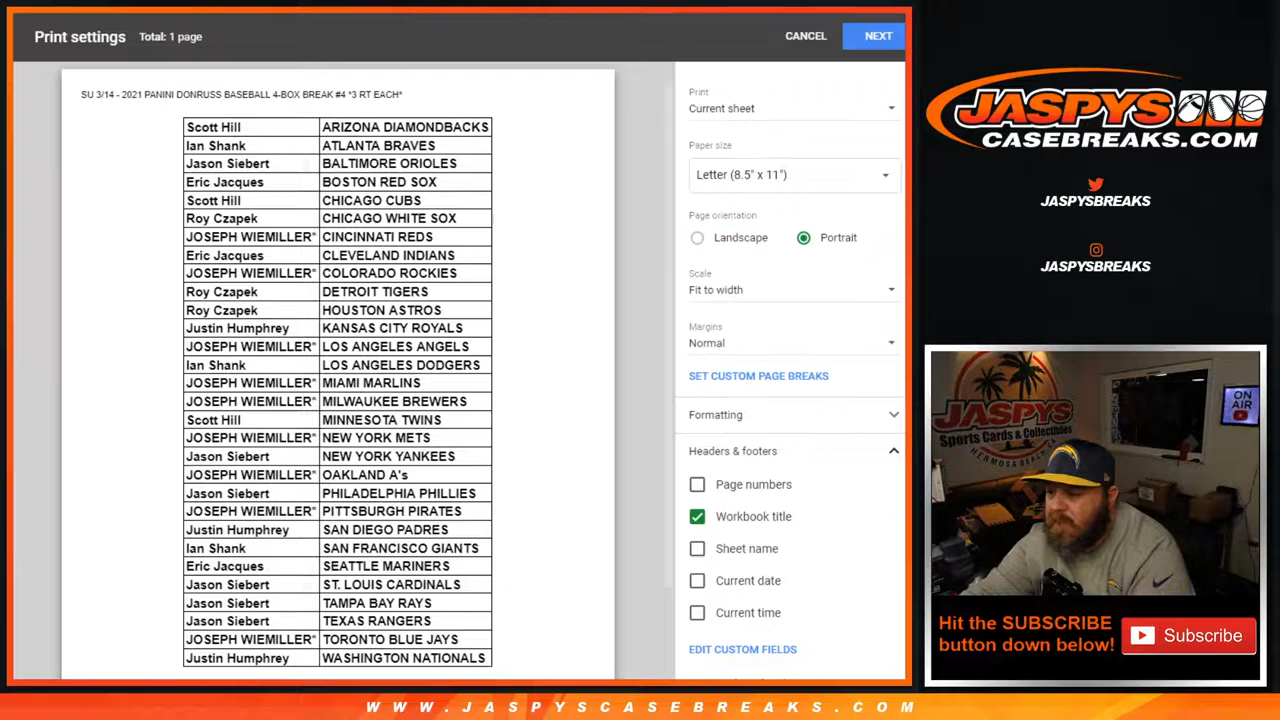 Print settings Total: 1 page CANCEL NEXT
SU 3/14 - 2021 PANINI DONRUSS BASEBALL 4-BOX BREAK #4 *3 RT EACH*
Scott Hill ARIZONA DIAMONDBACKS
Ian Shank ATLANTA BRAVES
Jason Siebert BALTIMORE ORIOLES
Eric Jacques BOSTON RED SOX
Scott Hill CHICAGO CUBS
Roy Czapek CHICAGO WHITE SOX
JOSEPH WIEMILLER* CINCINNATI REDS
Eric Jacques CLEVELAND INDIANS
JOSEPH WIEMILLER* COLORADO ROCKIES
Roy Czapek DETROIT TIGERS
Roy Czapek HOUSTON ASTROS
Justin Humphrey KANSAS CITY ROYALS
JOSEPH WIEMILLER* LOS ANGELES ANGELS
Ian Shank LOS ANGELES DODGERS
JOSEPH WIEMILLER* MIAMI MARLINS
JOSEPH WIEMILLER* MILWAUKEE BREWERS
Scott Hill MINNESOTA TWINS
JOSEPH WIEMILLER* NEW YORK METS
Jason Siebert NEW YORK YANKEES
JOSEPH WIEMILLER* OAKLAND A's
Jason Siebert PHILADELPHIA PHILLIES
JOSEPH WIEMILLER* PITTSBURGH PIRATES
Justin Humphrey SAN DIEGO PADRES
Ian Shank SAN FRANCISCO GIANTS
Eric Jacques SEATTLE MARINERS
Jason Siebert ST. LOUIS CARDINALS
Jason Siebert TAMPA BAY RAYS
Jason Siebert TEXAS RANGERS
JOSEPH WIEMILLER* TORONTO BLUE JAYS
Justin Humphrey WASHINGTON NATIONALS
Print
Current sheet
Paper size
Letter (8.5" x 11")
Page orientation
Landscape Portrait
Scale
Fit to width
Margins
Normal
SET CUSTOM PAGE BREAKS
Formatting
Headers & footers
Page numbers
Workbook title
Sheet name
Current date
Current time
EDIT CUSTOM FIELDS
JASPYS
CASEBREAKS.COM
JASPYSBREAKS
JASPYSBREAKS
JASPYS
Sports Cards & Collectibles
HERMOSA BEACH
ON
AIR
Hit the SUBSCRIBE
button down below!
Subscribe
WWW.JASPYSCASEBREAKS.COM